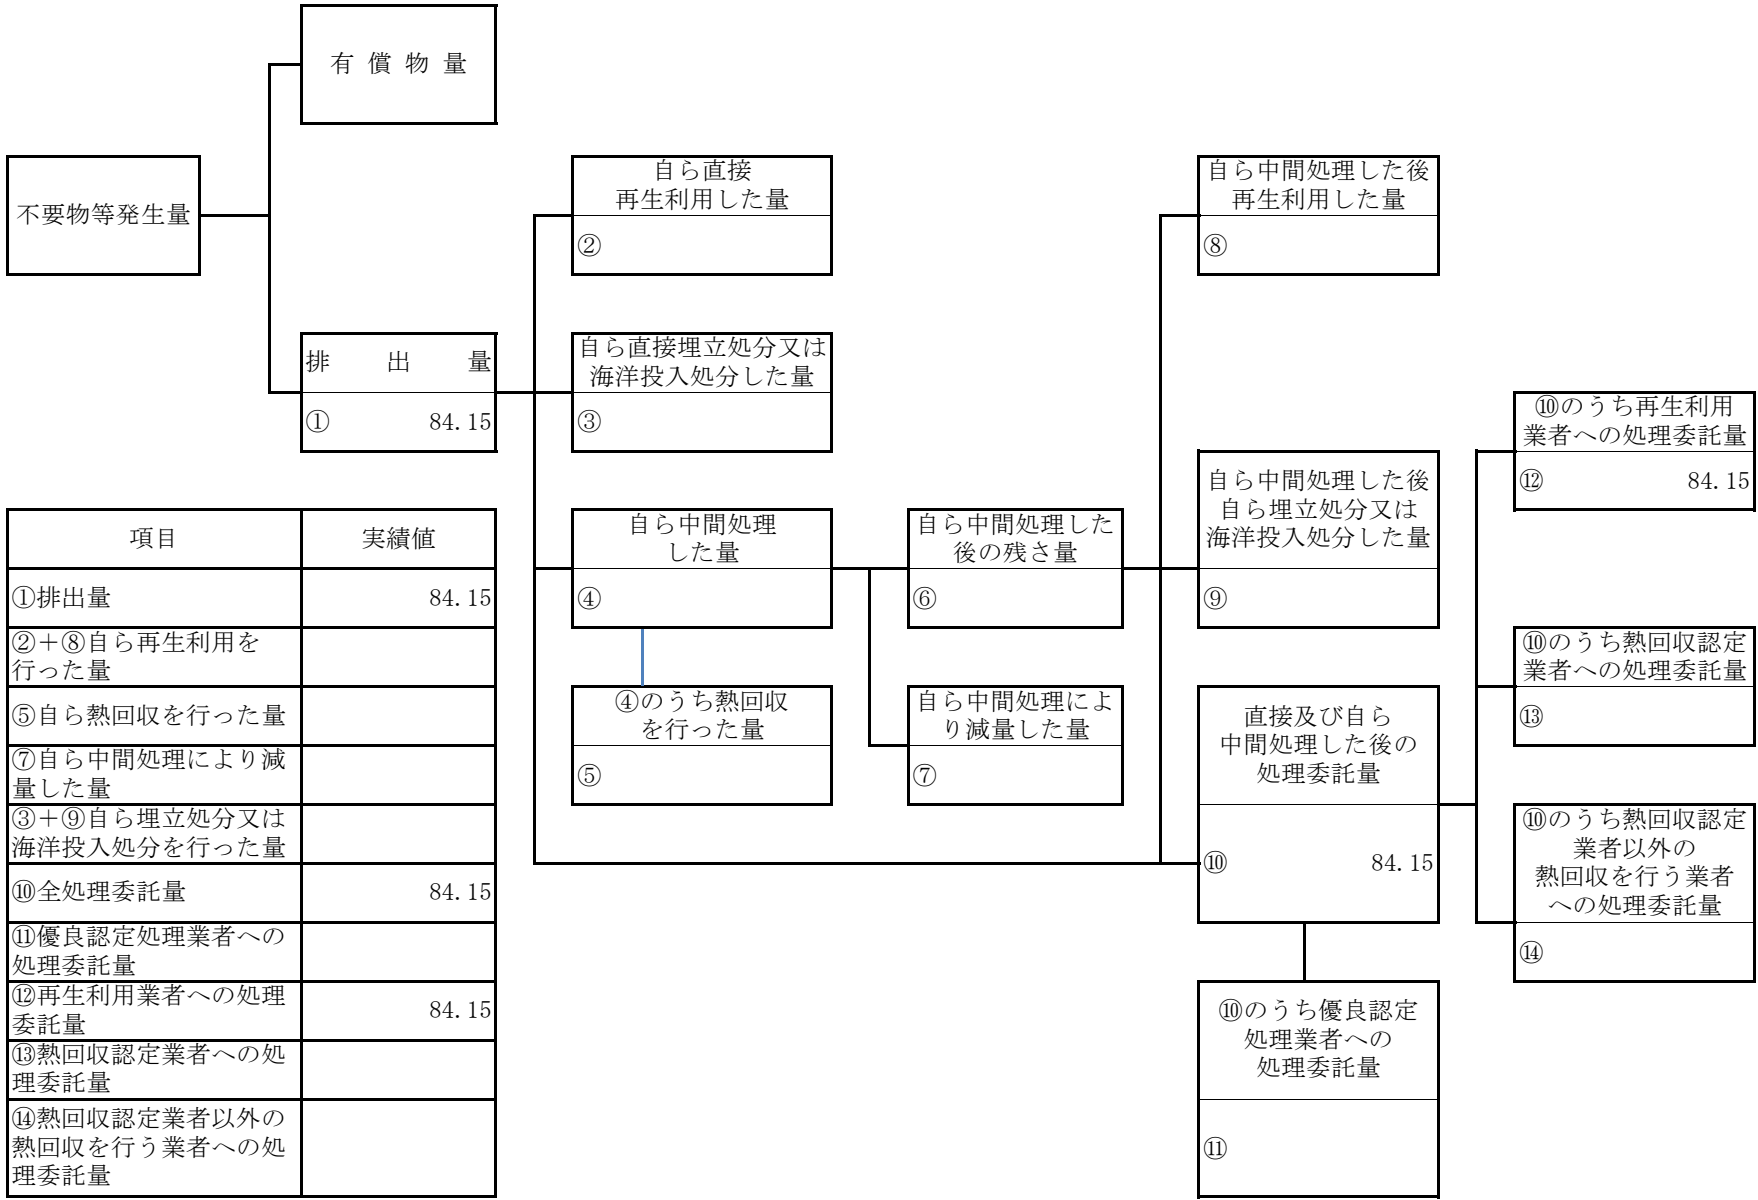 有償物量
不要物等発生量
排出量
① 84.15
自ら直接
再生利用した量
②
自ら直接埋立処分又は
海洋投入処分した量
③
自ら中間処理
した量
④
④のうち熱回収
を行った量
⑤
自ら中間処理した
後の残さ量
⑥
自ら中間処理によ
り減量した量
⑦
自ら中間処理した後
再生利用した量
⑧
自ら中間処理した後
自ら埋立処分又は
海洋投入処分した量
⑨
直接及び自ら
中間処理した後の
処理委託量
⑩ 84.15
⑩のうち優良認定
処理業者への
処理委託量
⑪
⑩のうち再生利用
業者への処理委託量
⑫ 84.15
⑩のうち熱回収認定
業者への処理委託量
⑬
⑩のうち熱回収認定
業者以外の
熱回収を行う業者
への処理委託量
⑭
項目 実績値
①排出量 84.15
②+⑧自ら再生利用を
行った量
⑤自ら熱回収を行った量
⑦自ら中間処理により減
量した量
③+⑨自ら埋立処分又は
海洋投入処分を行った量
⑩全処理委託量 84.15
⑪優良認定処理業者への
処理委託量
⑫再生利用業者への処理
委託量 84.15
⑬熱回収認定業者への処
理委託量
⑭熱回収認定業者以外の
熱回収を行う業者への処
理委託量